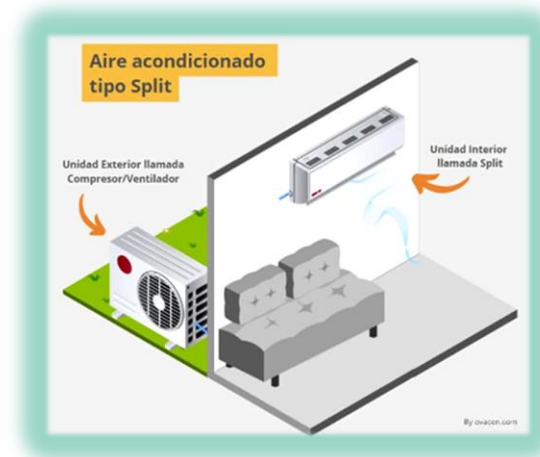 Aire acondicionado
tipo Split
Unidad Exterior llamada
Compresor/Ventilador
Unidad Interior
llamada Split
By ovacen.com